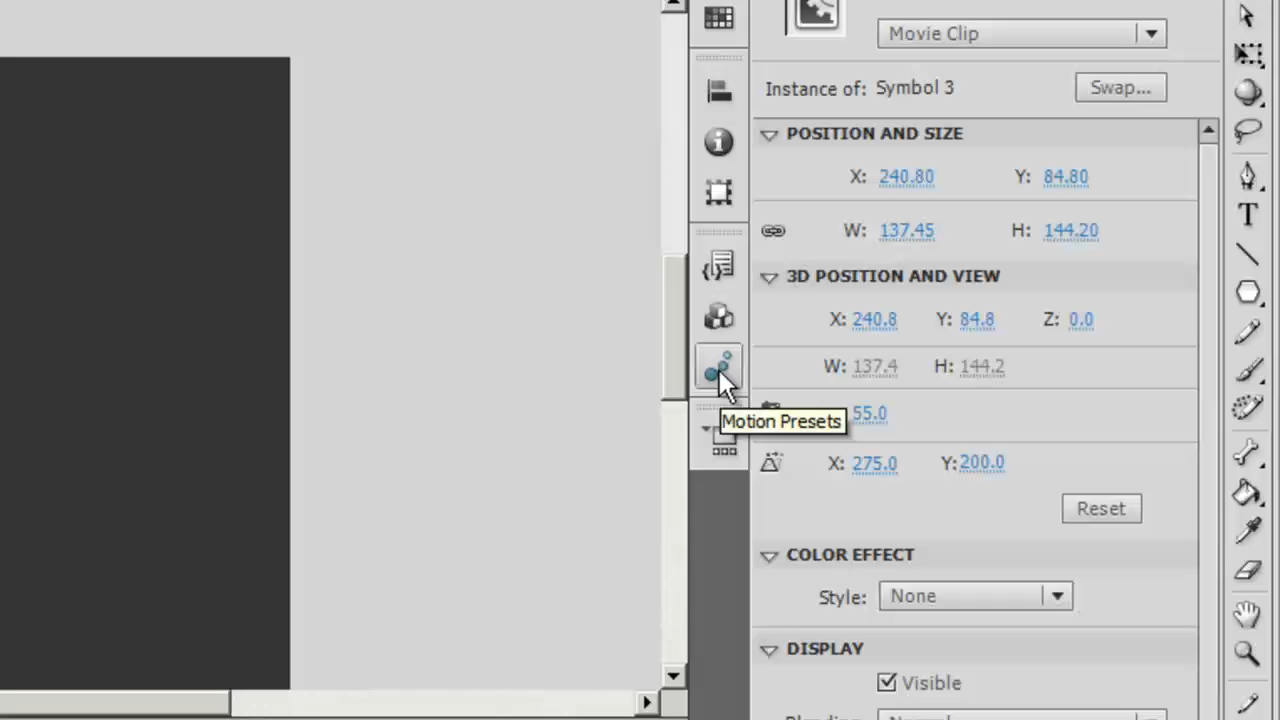 Movie Clip
Instance of: Symbol 3 Swap...
POSITION AND SIZE
X: 240.80 Y: 84.80
W: 137.45 H: 144.20
3D POSITION AND VIEW
X: 240.8 Y: 84.8 Z: 0.0
W: 137.4 H: 144.2
55.0
Motion Presets
X: 275.0 Y: 200.0
Reset
COLOR EFFECT
Style: None
DISPLAY
Visible